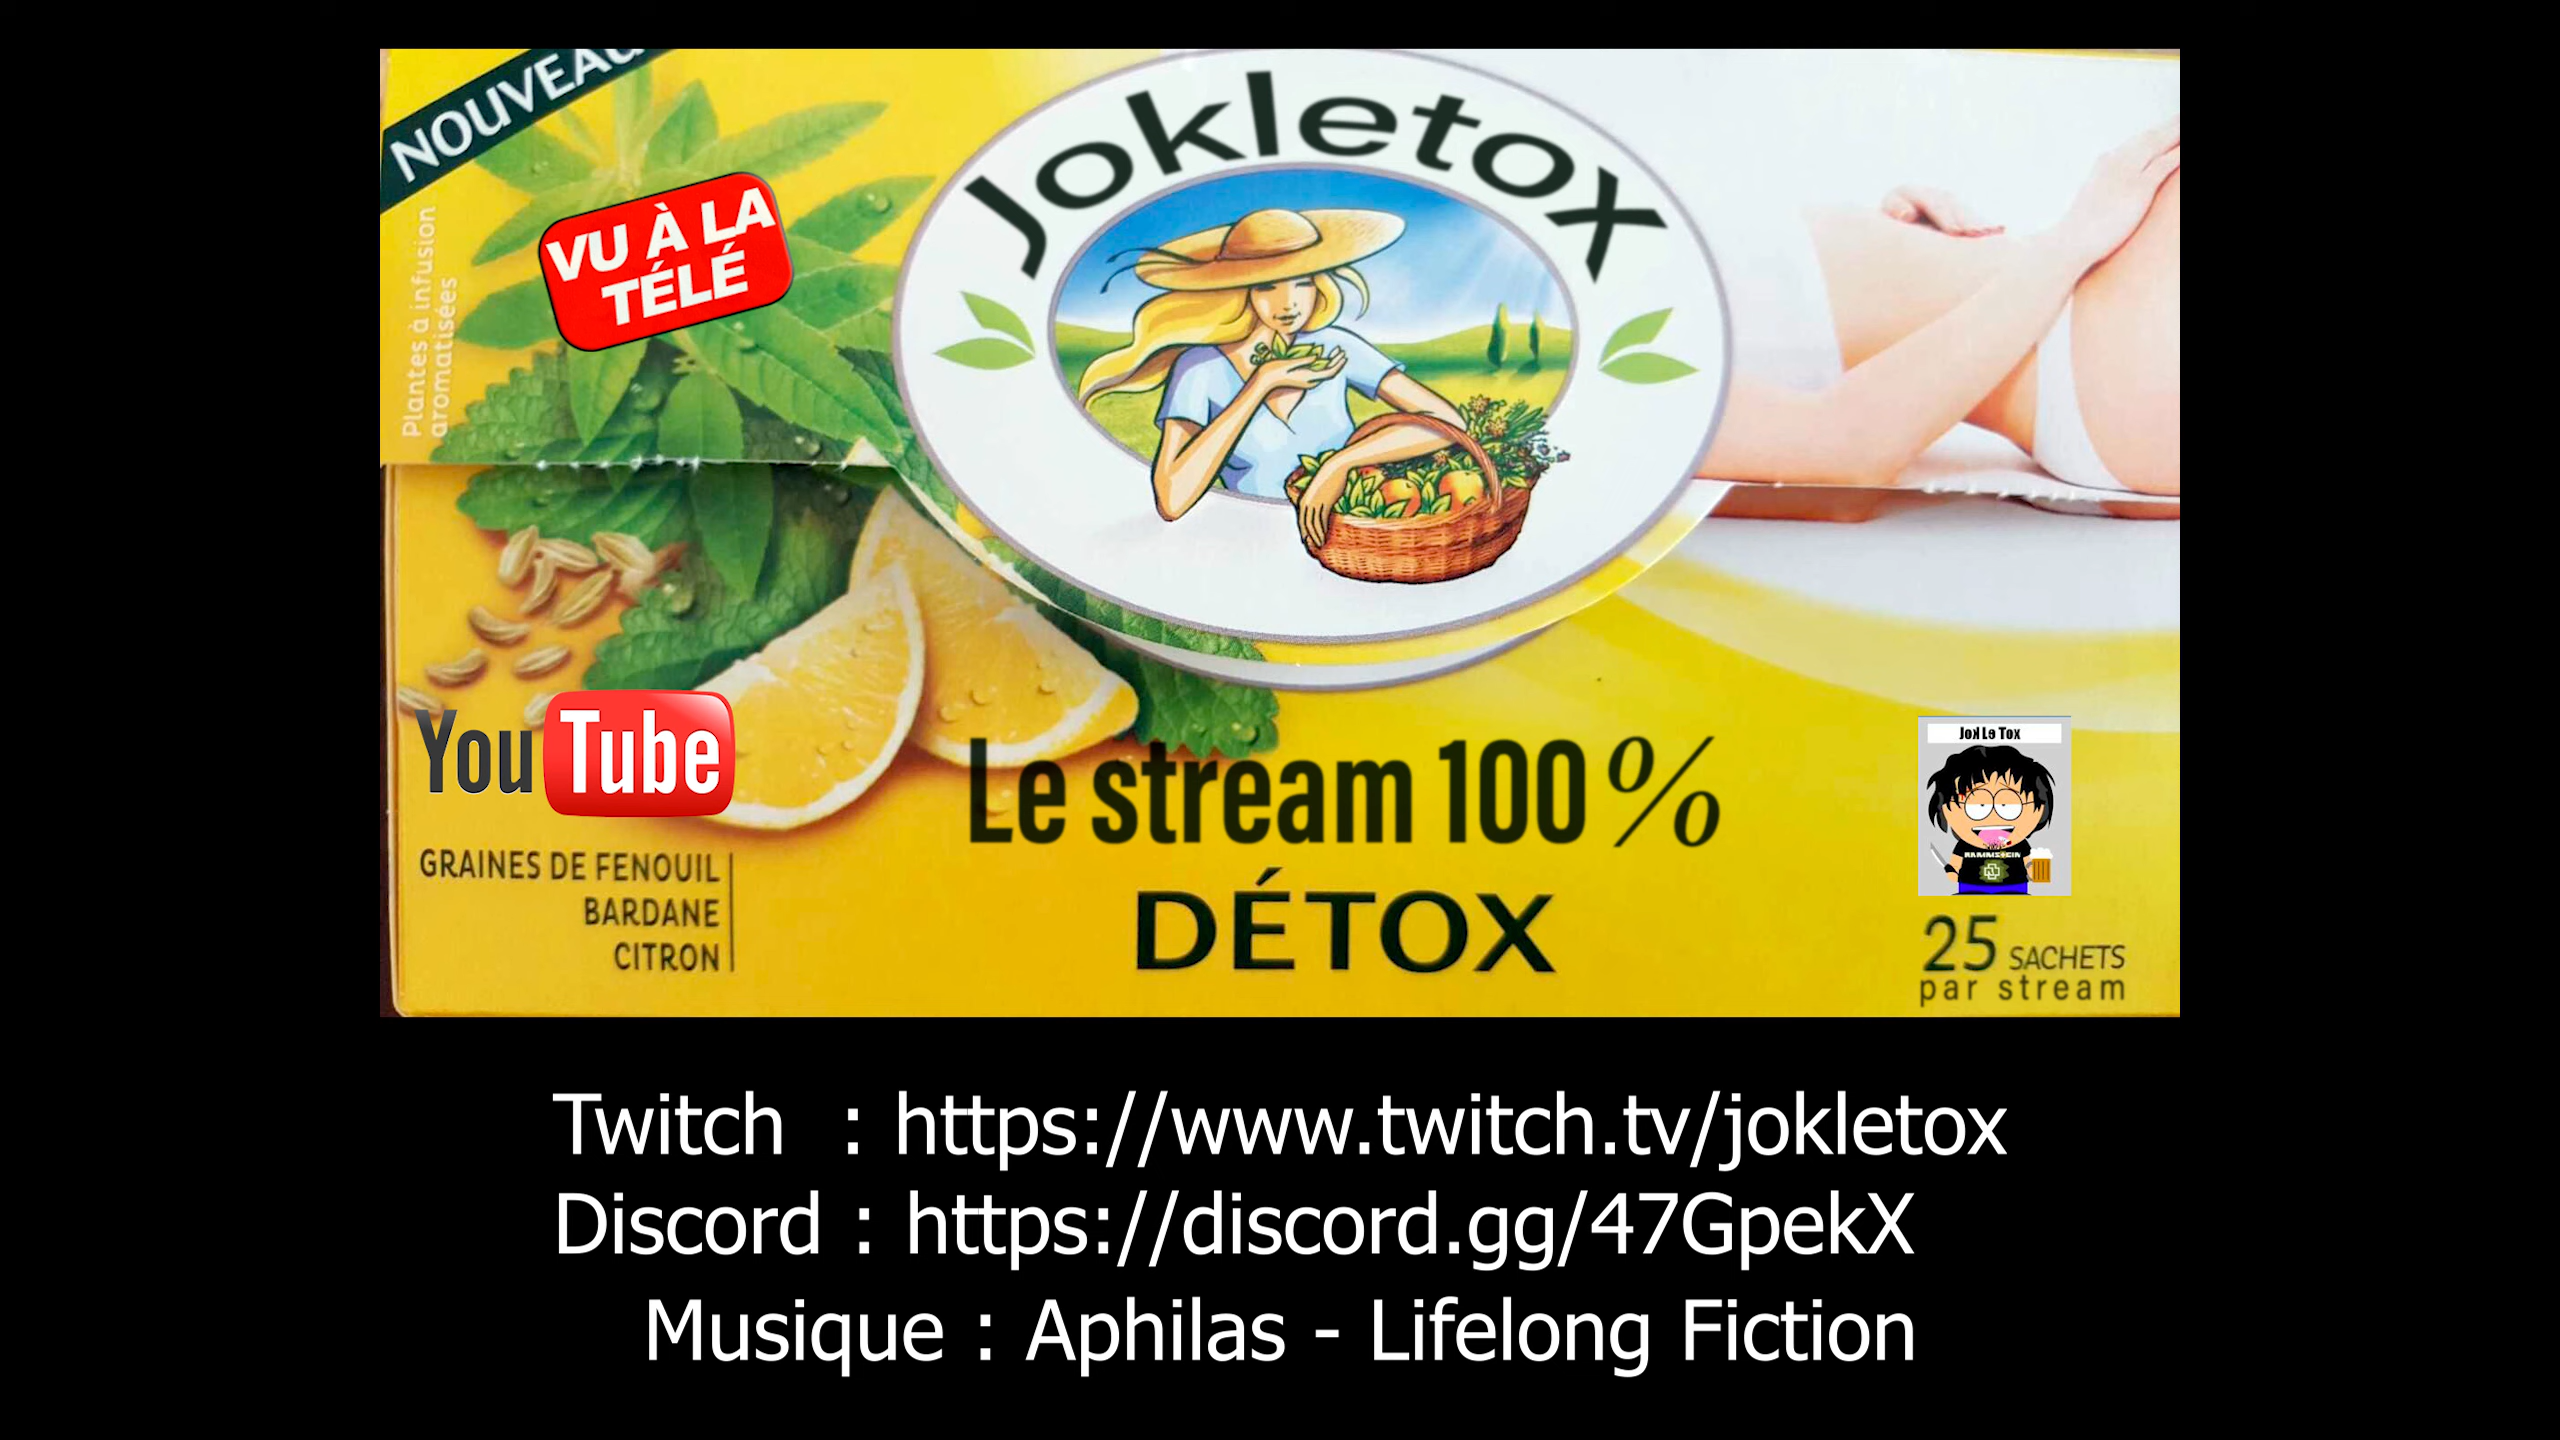 NOUVEAU
Jokletox
VU À LA
TÉLÉ
Plantes à infusion
aromatisées
YouTube
Le stream 100%
DÉTOX
GRAINES DE FENOUIL
BARDANE
CITRON
Jok Le Tox
RAMMSTEIN
25 SACHETS
par stream
Twitch : https://www.twitch.tv/jokletox
Discord : https://discord.gg/47GpekX
Musique : Aphilas - Lifelong Fiction